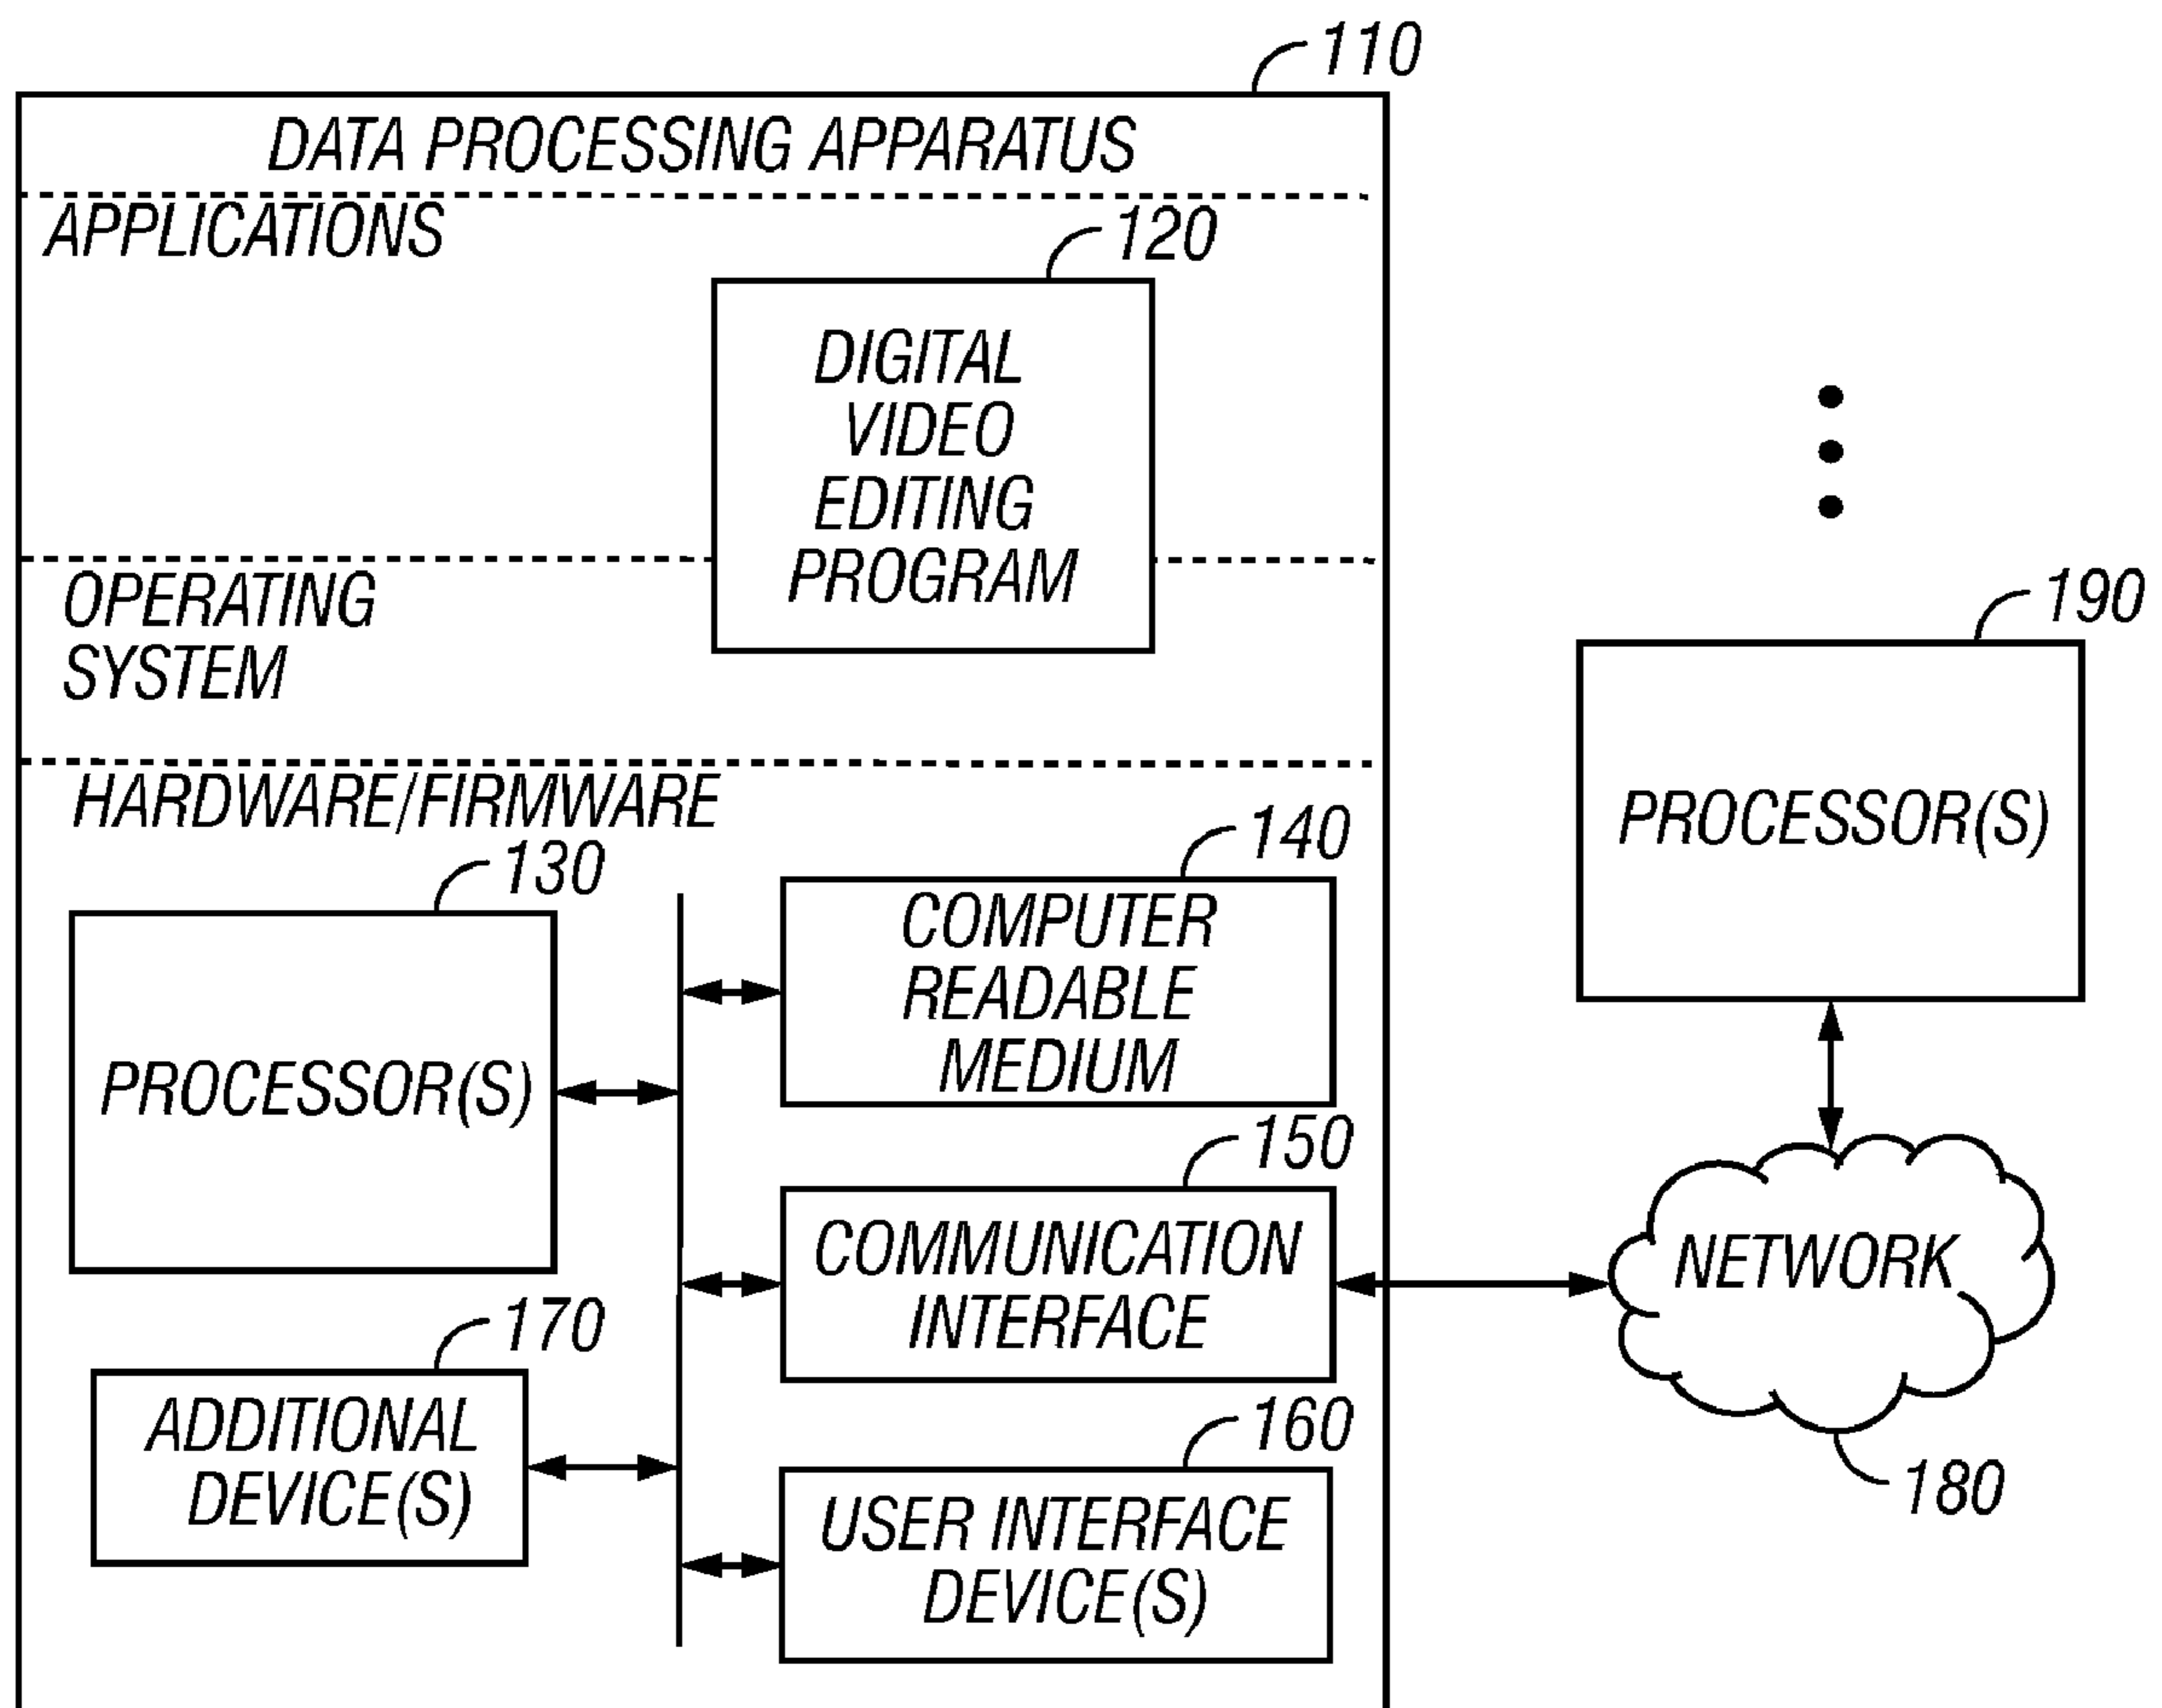 110
DATA PROCESSING APPARATUS
APPLICATIONS
120
DIGITAL
VIDEO
EDITING
PROGRAM
OPERATING
SYSTEM
190
PROCESSOR(S)
HARDWARE/FIRMWARE
130
PROCESSOR(S)
140
COMPUTER
READABLE
MEDIUM
150
COMMUNICATION
INTERFACE
NETWORK
180
170
ADDITIONAL
DEVICE(S)
160
USER INTERFACE
DEVICE(S)